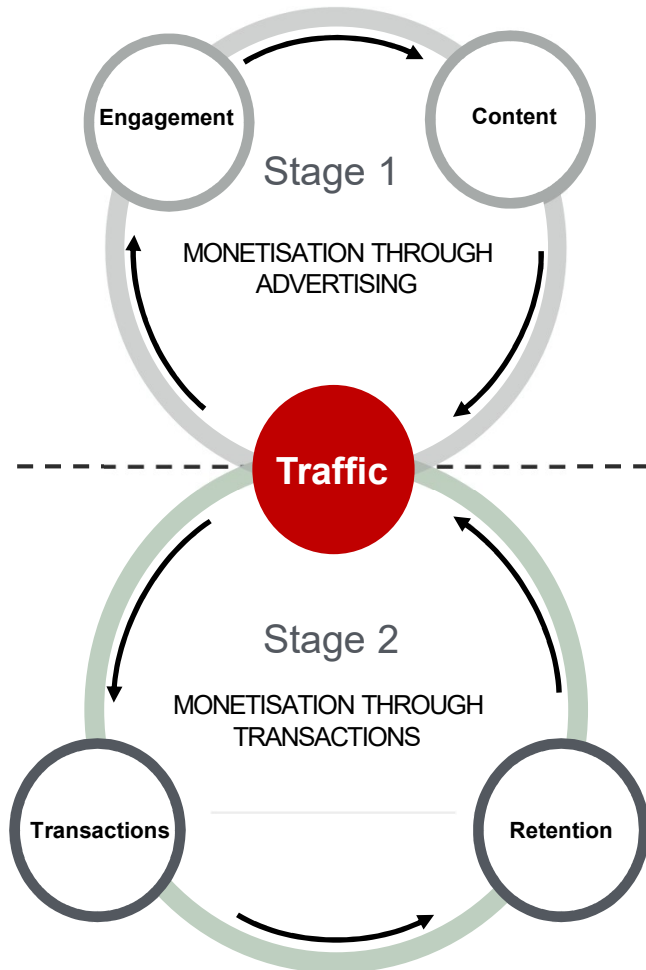 Engagement
Content
Stage 1
MONETISATION THROUGH
ADVERTISING
Traffic
Stage 2
MONETISATION THROUGH
TRANSACTIONS
Transactions
Retention